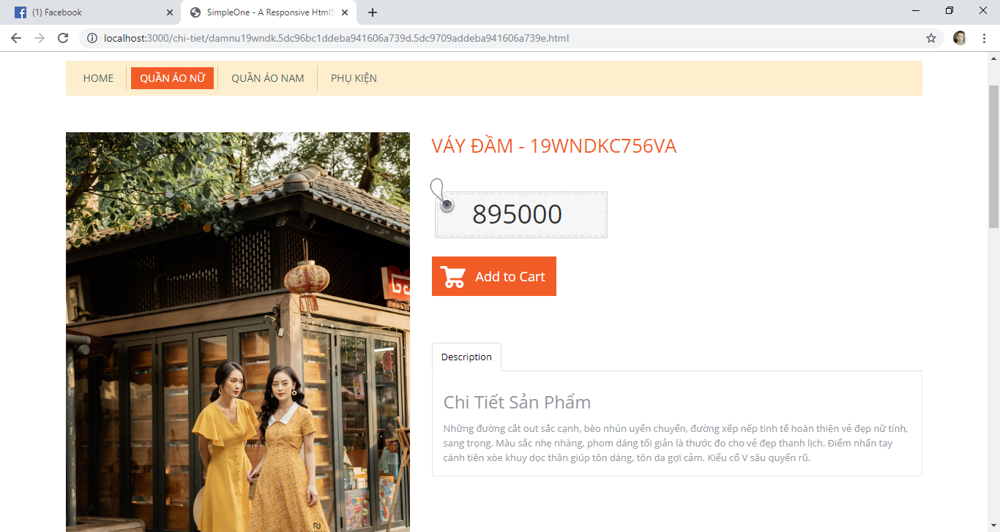 (1) Facebook
SimpleOne - A Responsive Html5
localhost:3000/chi-tiet/damnu19wndk.5dc96bc1ddeba941606a739d.5dc9709addeba941606a739e.html
HOME
QUẦN ÁO NỮ
QUẦN ÁO NAM
PHỤ KIỆN
VÁY ĐẦM - 19WNDKC756VA
895000
Add to Cart
Description
Chi Tiết Sản Phẩm
Những đường cắt out sắc cạnh, bèo nhún uyển chuyển, đường xếp nếp tinh tế hoàn thiện vẻ đẹp nữ tính,
sang trọng. Màu sắc nhẹ nhàng, phom dáng tối giản là thước đo cho vẻ đẹp thanh lịch. Điểm nhấn tay
cánh tiên xòe khuy dọc thân giúp tôn dáng, tôn da gợi cảm. Kiểu cổ V sâu quyến rũ.